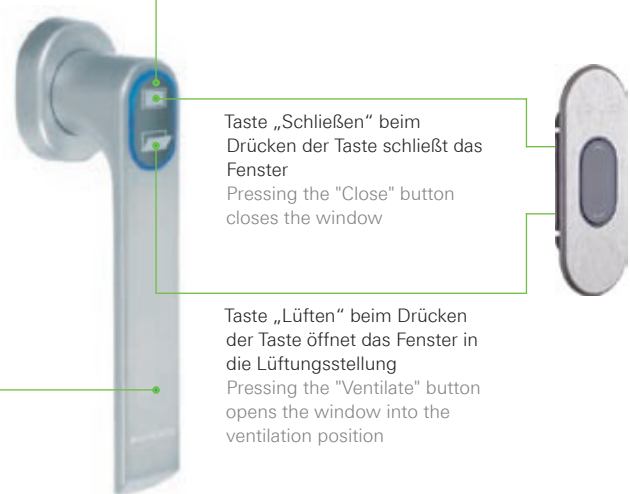 Taste „Schließen“ beim
Drücken der Taste schließt das
Fenster
Pressing the "Close" button
closes the window
Taste „Lüften“ beim Drücken
der Taste öffnet das Fenster in
die Lüftungsstellung
Pressing the "Ventilate" button
opens the window into the
ventilation position